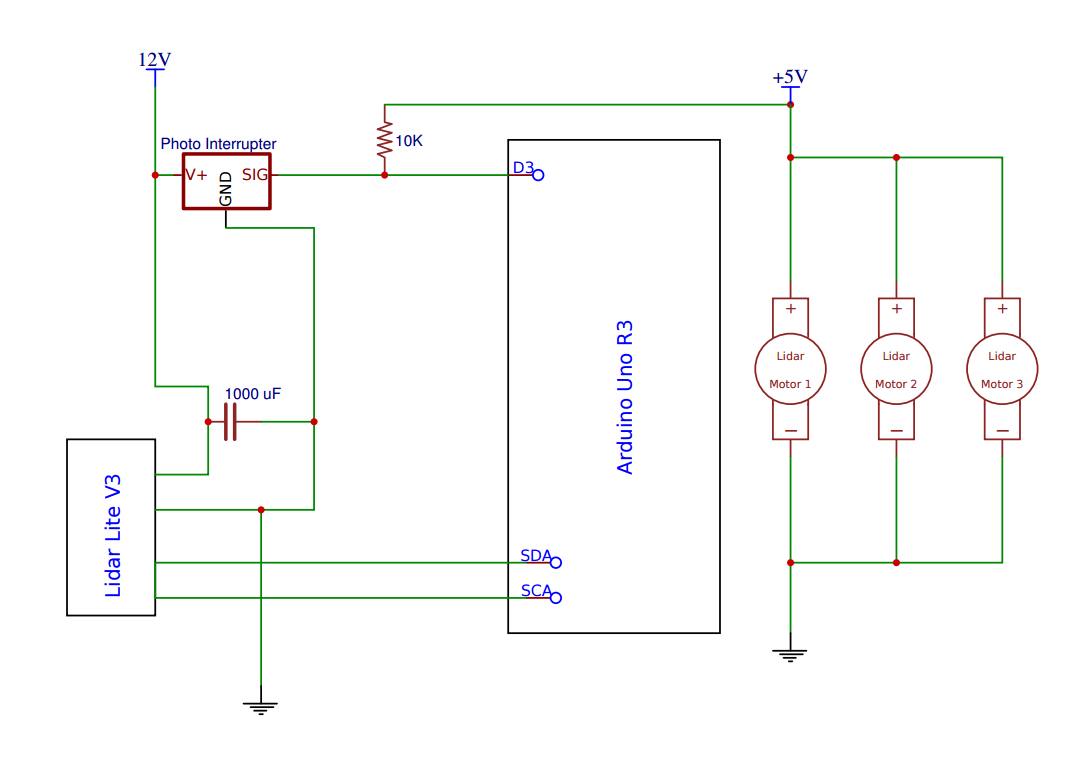 12V
+5V
Photo Interrupter
10K
V+
SIG
GND
D3
Arduino Uno R3
+
+
+
Lidar
Motor 1
Lidar
Motor 2
Lidar
Motor 3
−
−
−
1000 uF
Lidar Lite V3
SDA
SCA